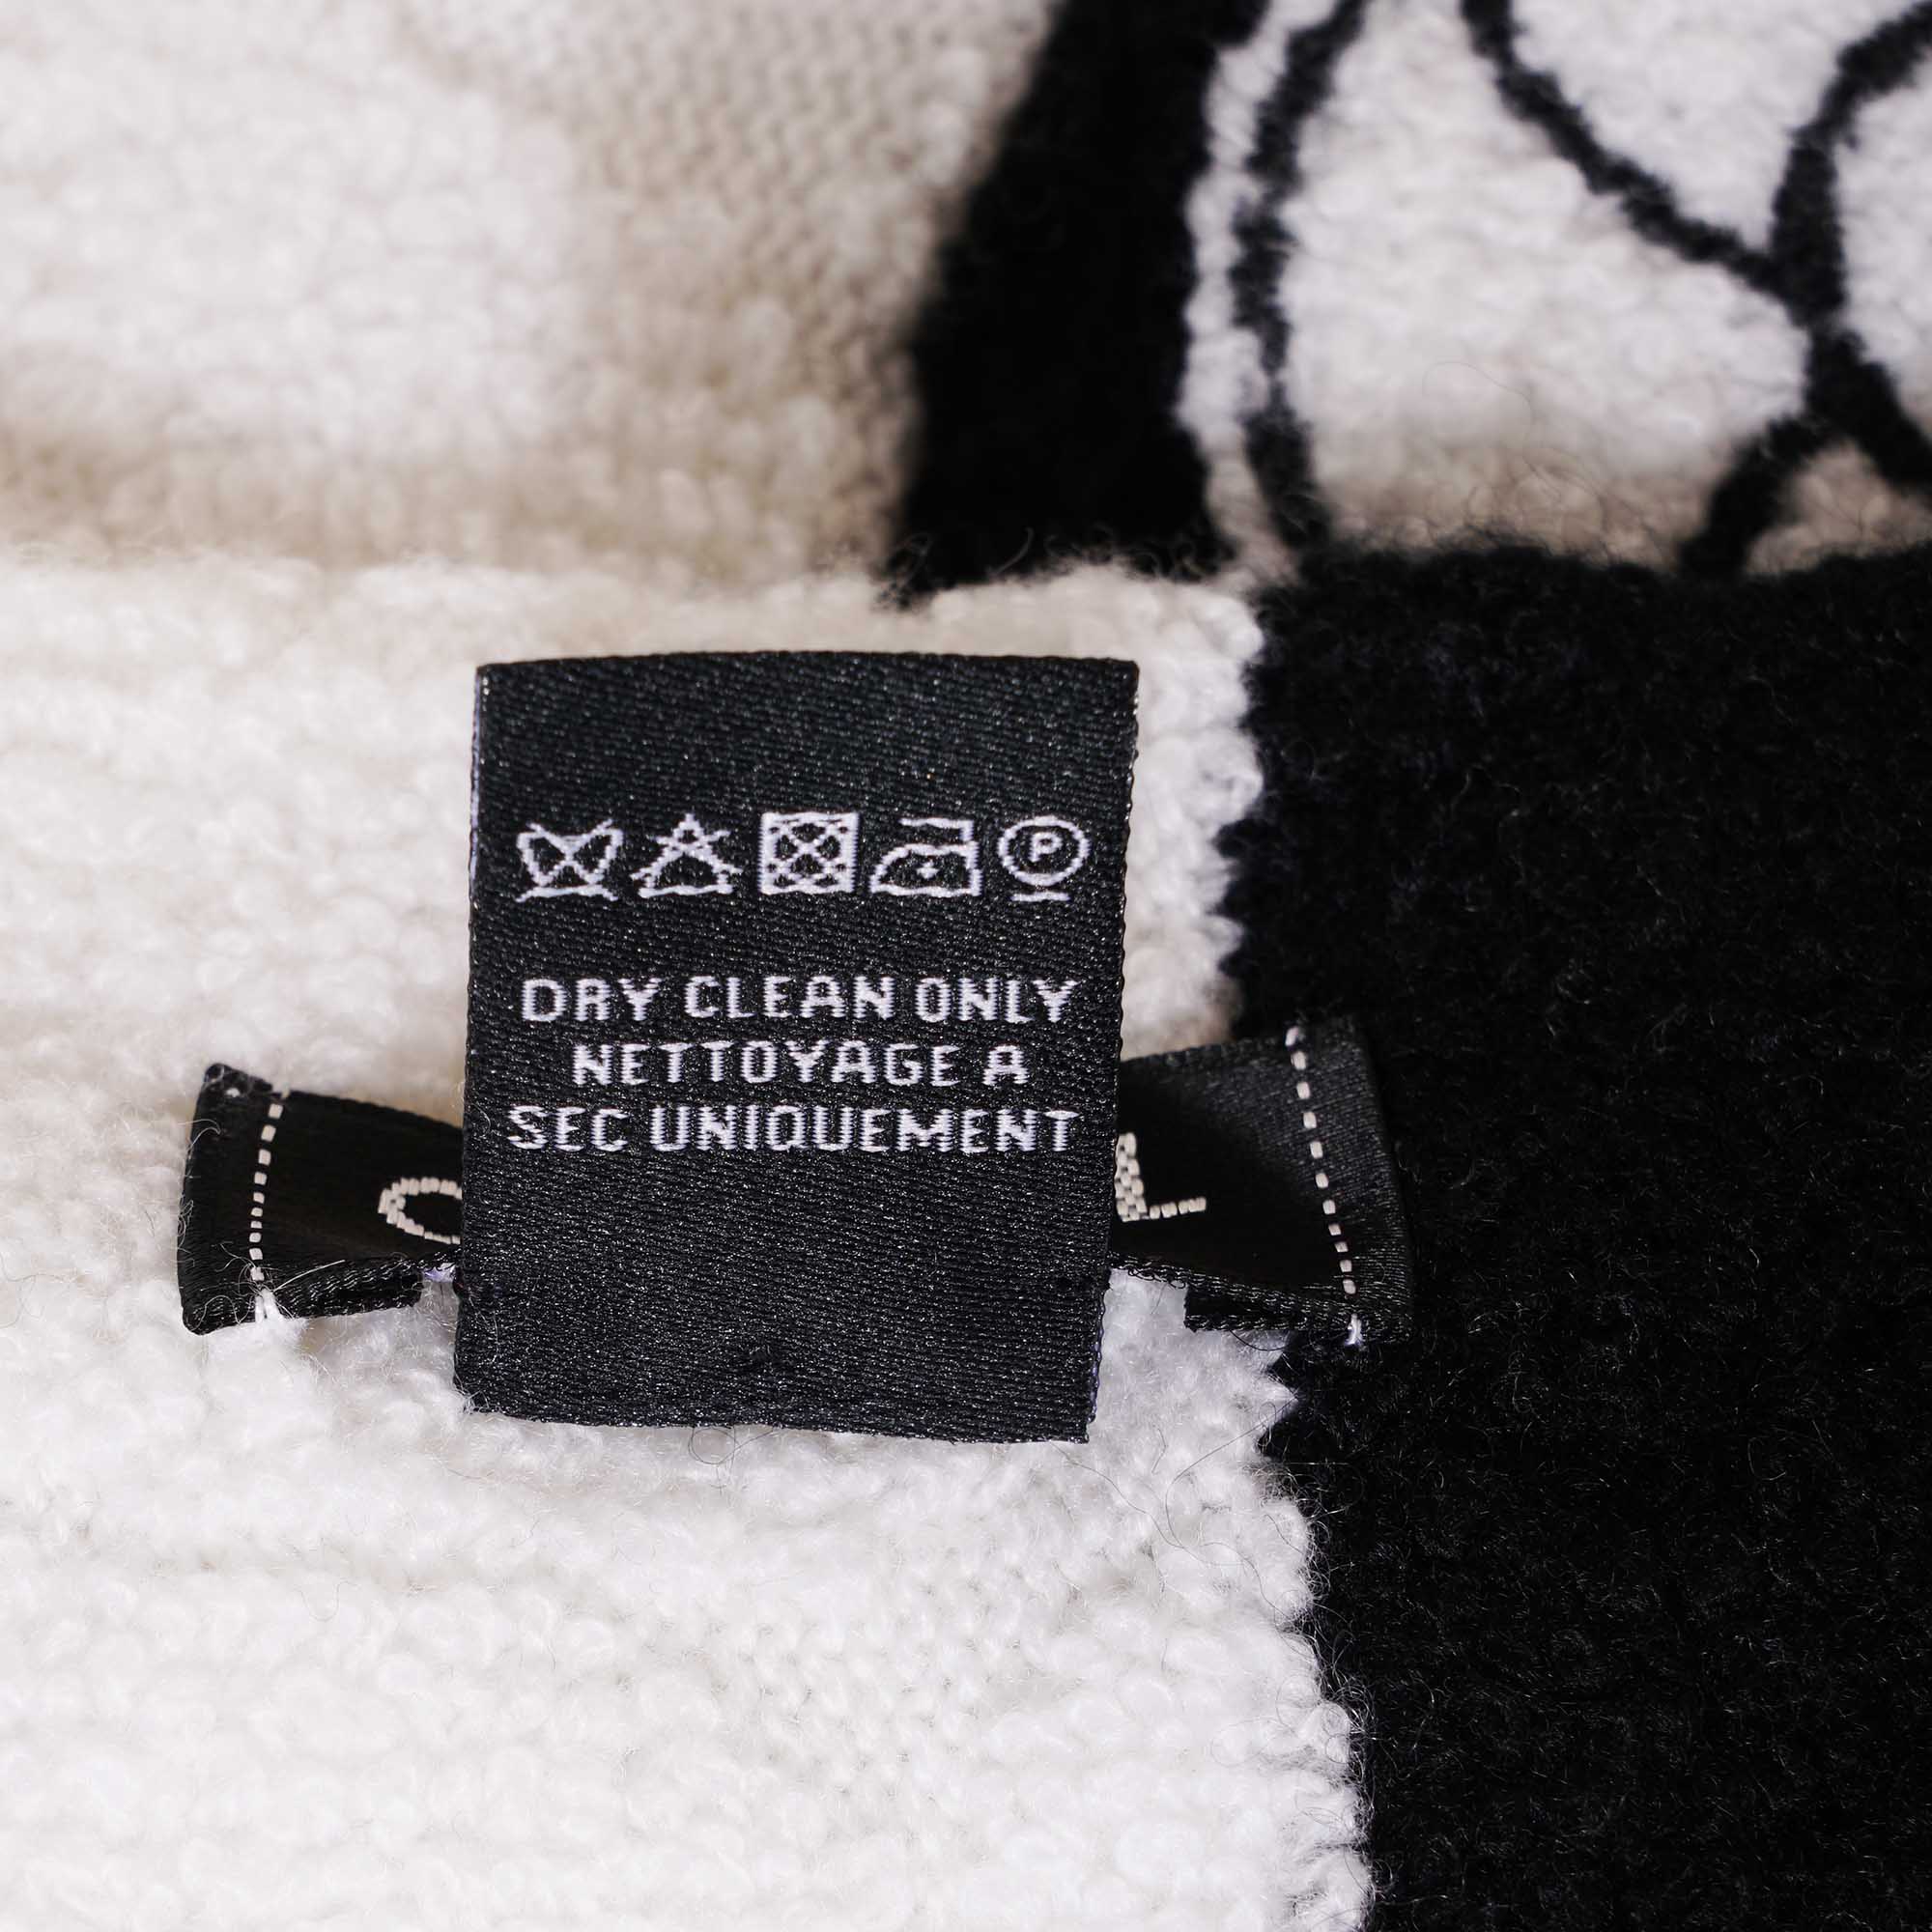 P
DRY CLEAN ONLY
NETTOYAGE A
SEC UNIQUEMENT